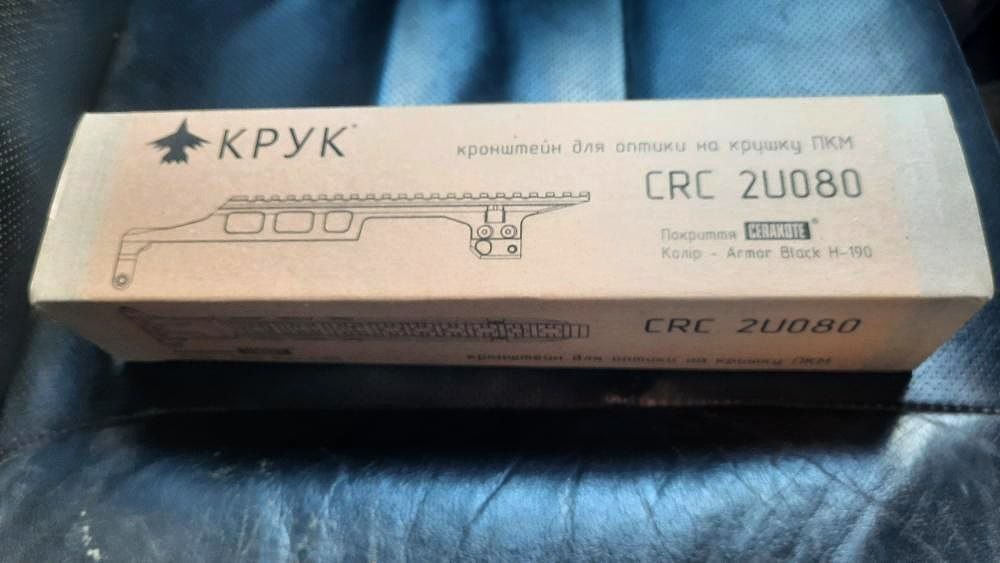 КРУК™
кронштейн для оптики на кришку ПКМ
CRC 2U080
Покриття CERAKOTE®
Колір - Armor Black H-190
CRC 2U080
кронштейн для оптики на кришку ПКМ